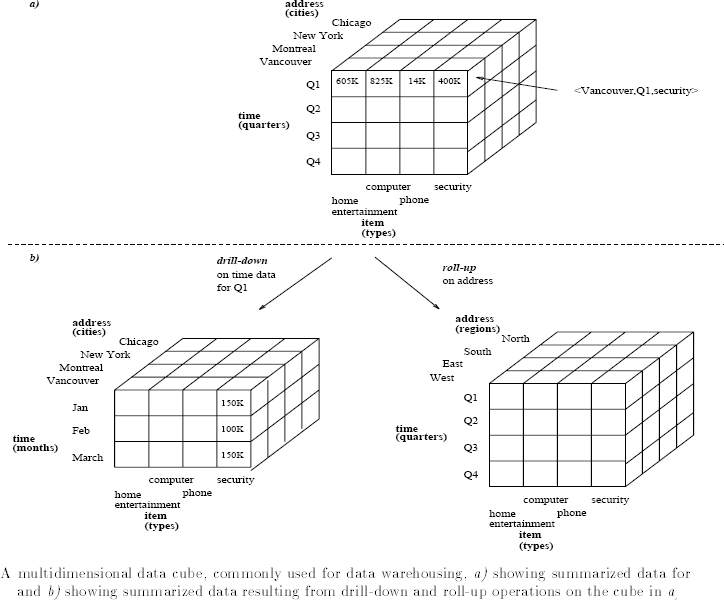 a)
address
(cities)
Chicago
New York
Montreal
Vancouver
Q1 605K 825K 14K 400K
<Vancouver,Q1,security>
Q2
time
(quarters)
Q3
Q4
computer security
home phone
entertainment
item
(types)
b)
drill-down
on time data
for Q1
roll-up
on address
address
(cities)
Chicago
New York
Montreal
Vancouver
Jan 150K
Feb 100K
time
(months)
March 150K
computer security
home phone
entertainment
item
(types)
address
(regions)
North
South
East
West
Q1
Q2
time
(quarters)
Q3
Q4
computer security
home phone
entertainment
item
(types)
A multidimensional data cube, commonly used for data warehousing, a) showing summarized data for
and b) showing summarized data resulting from drill-down and roll-up operations on the cube in a